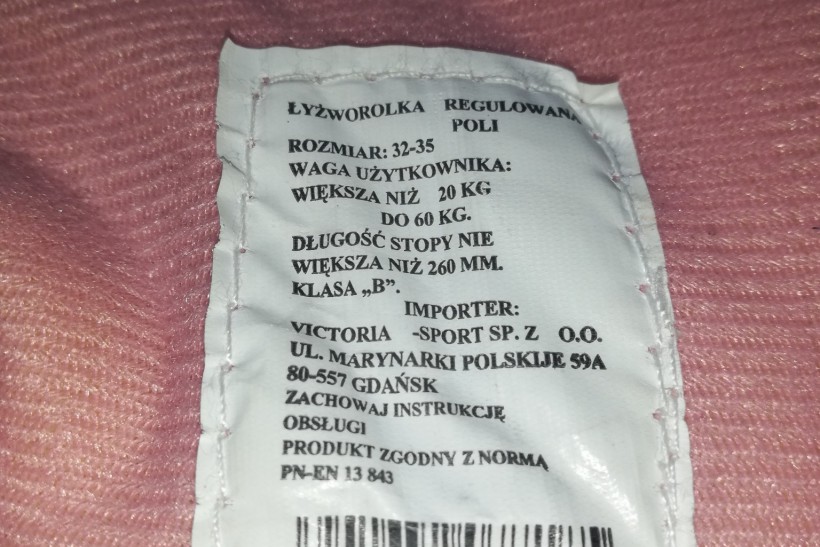 ŁYŻWOROLKA REGULOWANA
POLI
ROZMIAR: 32-35
WAGA UŻYTKOWNIKA:
WIĘKSZA NIŻ 20 KG
DO 60 KG.
DŁUGOŚĆ STOPY NIE
WIĘKSZA NIŻ 260 MM.
KLASA „B”.
IMPORTER:
VICTORIA -SPORT SP. Z O.O.
UL. MARYNARKI POLSKIJE 59A
80-557 GDAŃSK
ZACHOWAJ INSTRUKCJĘ
OBSŁUGI
PRODUKT ZGODNY Z NORMĄ
PN-EN 13 843